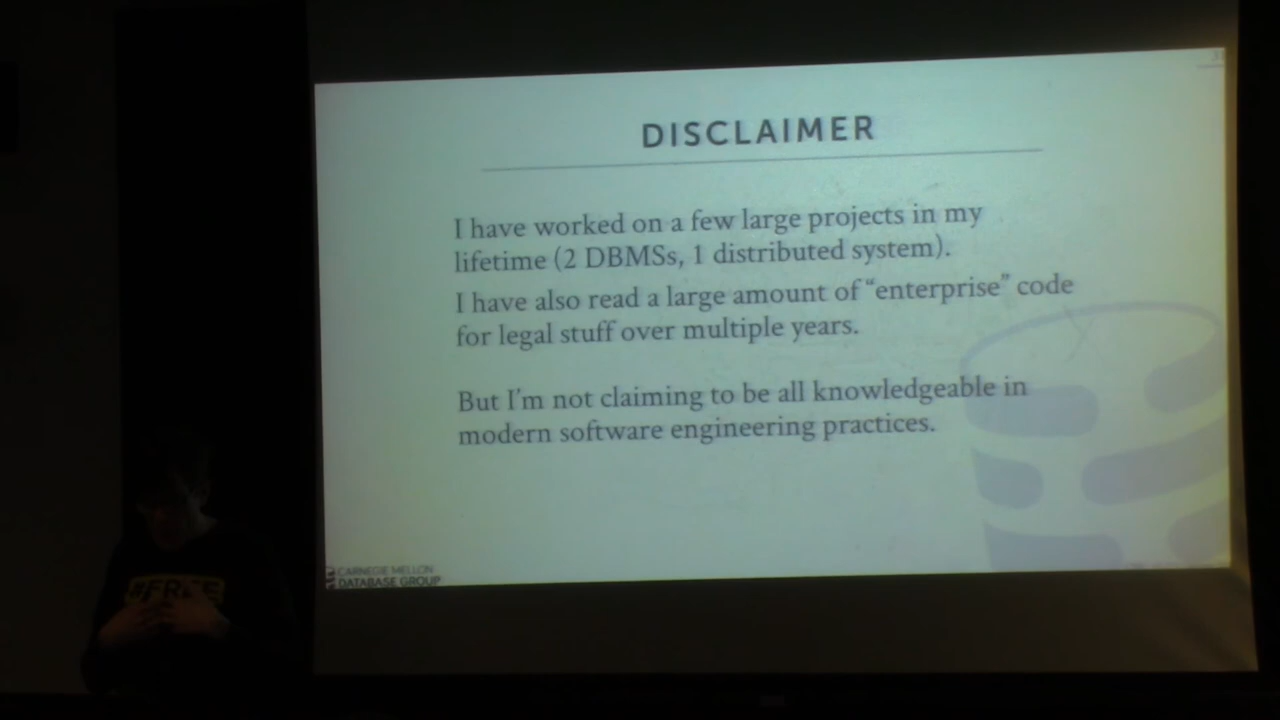 DISCLAIMER
I have worked on a few large projects in my
lifetime (2 DBMSs, 1 distributed system).
I have also read a large amount of “enterprise” code
for legal stuff over multiple years.
But I’m not claiming to be all knowledgeable in
modern software engineering practices.
CARNEGIE MELLON
DATABASE GROUP
#FREE